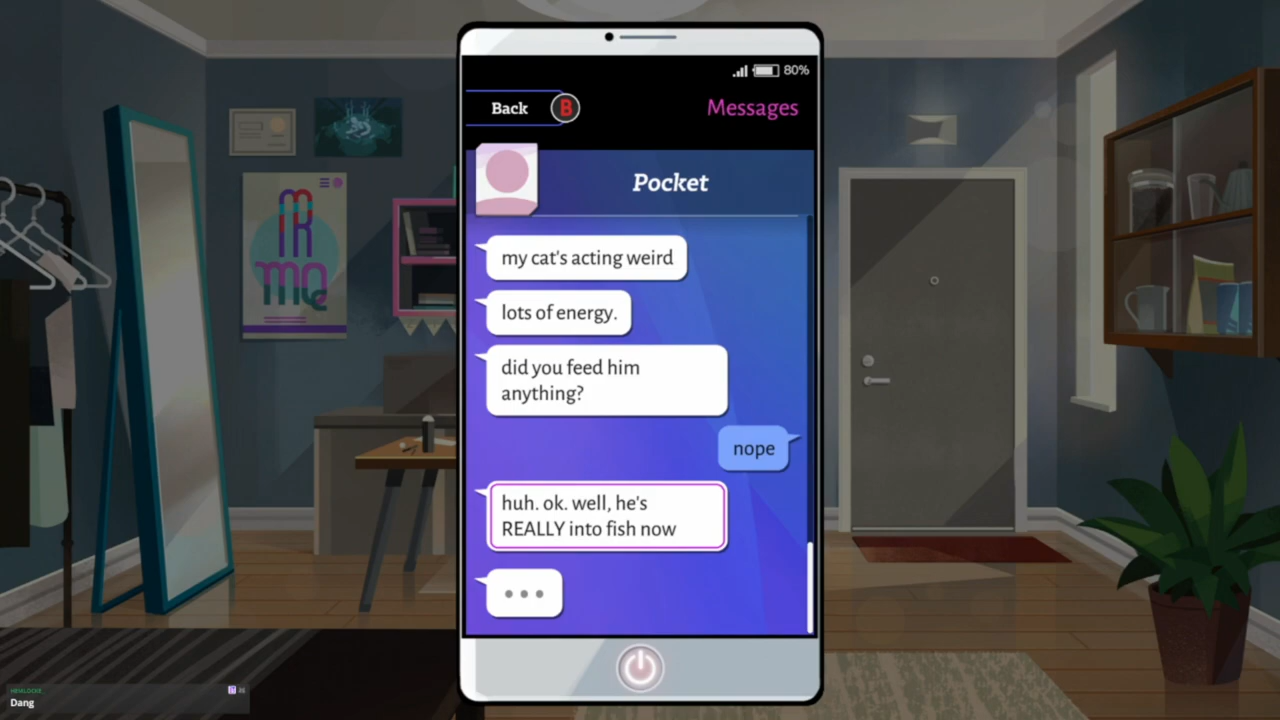 80%
Back B
Messages
Pocket
my cat's acting weird
lots of energy.
did you feed him
anything?
nope
huh. ok. well, he's
REALLY into fish now
Dang